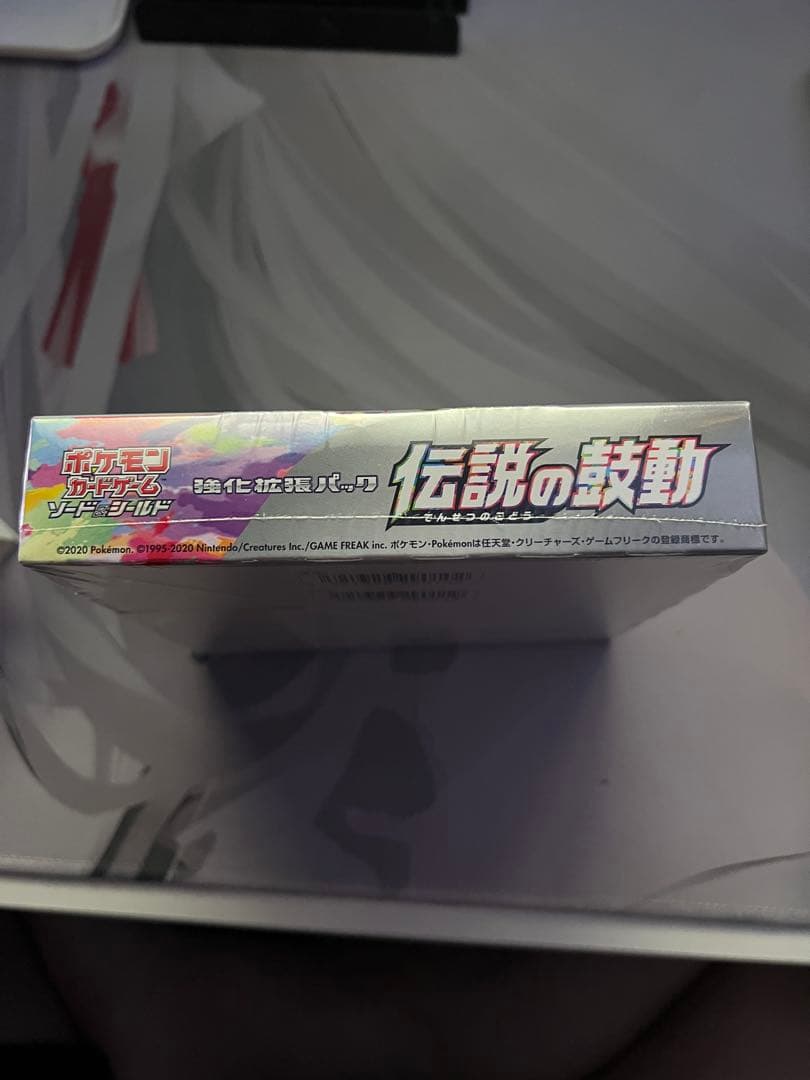 ポケモン
カードゲーム
ソード&シールド
強化拡張パック
伝説の鼓動
でんせつのこどう
©2020 Pokémon. ©1995-2020 Nintendo/Creatures Inc./GAME FREAK inc. ポケモン・Pokémonは任天堂・クリーチャーズ・ゲームフリークの登録商標です。